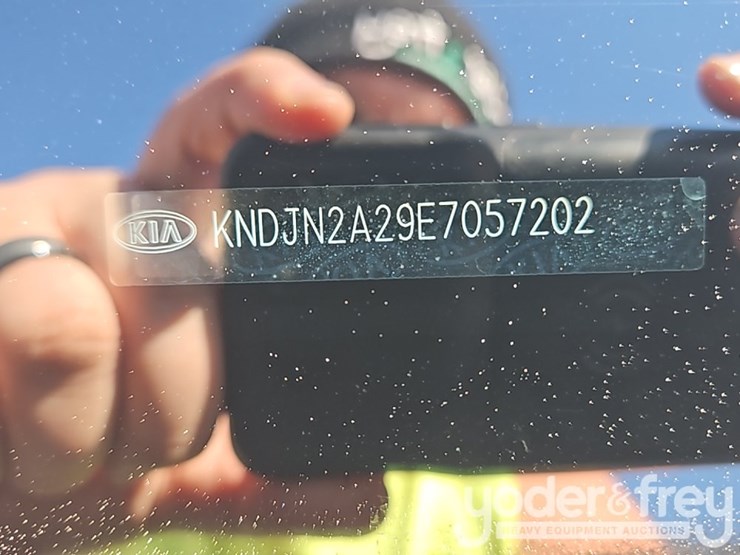 KIA KNDJN2A29E7057202
yoder&frey
HEAVY EQUIPMENT AUCTIONS